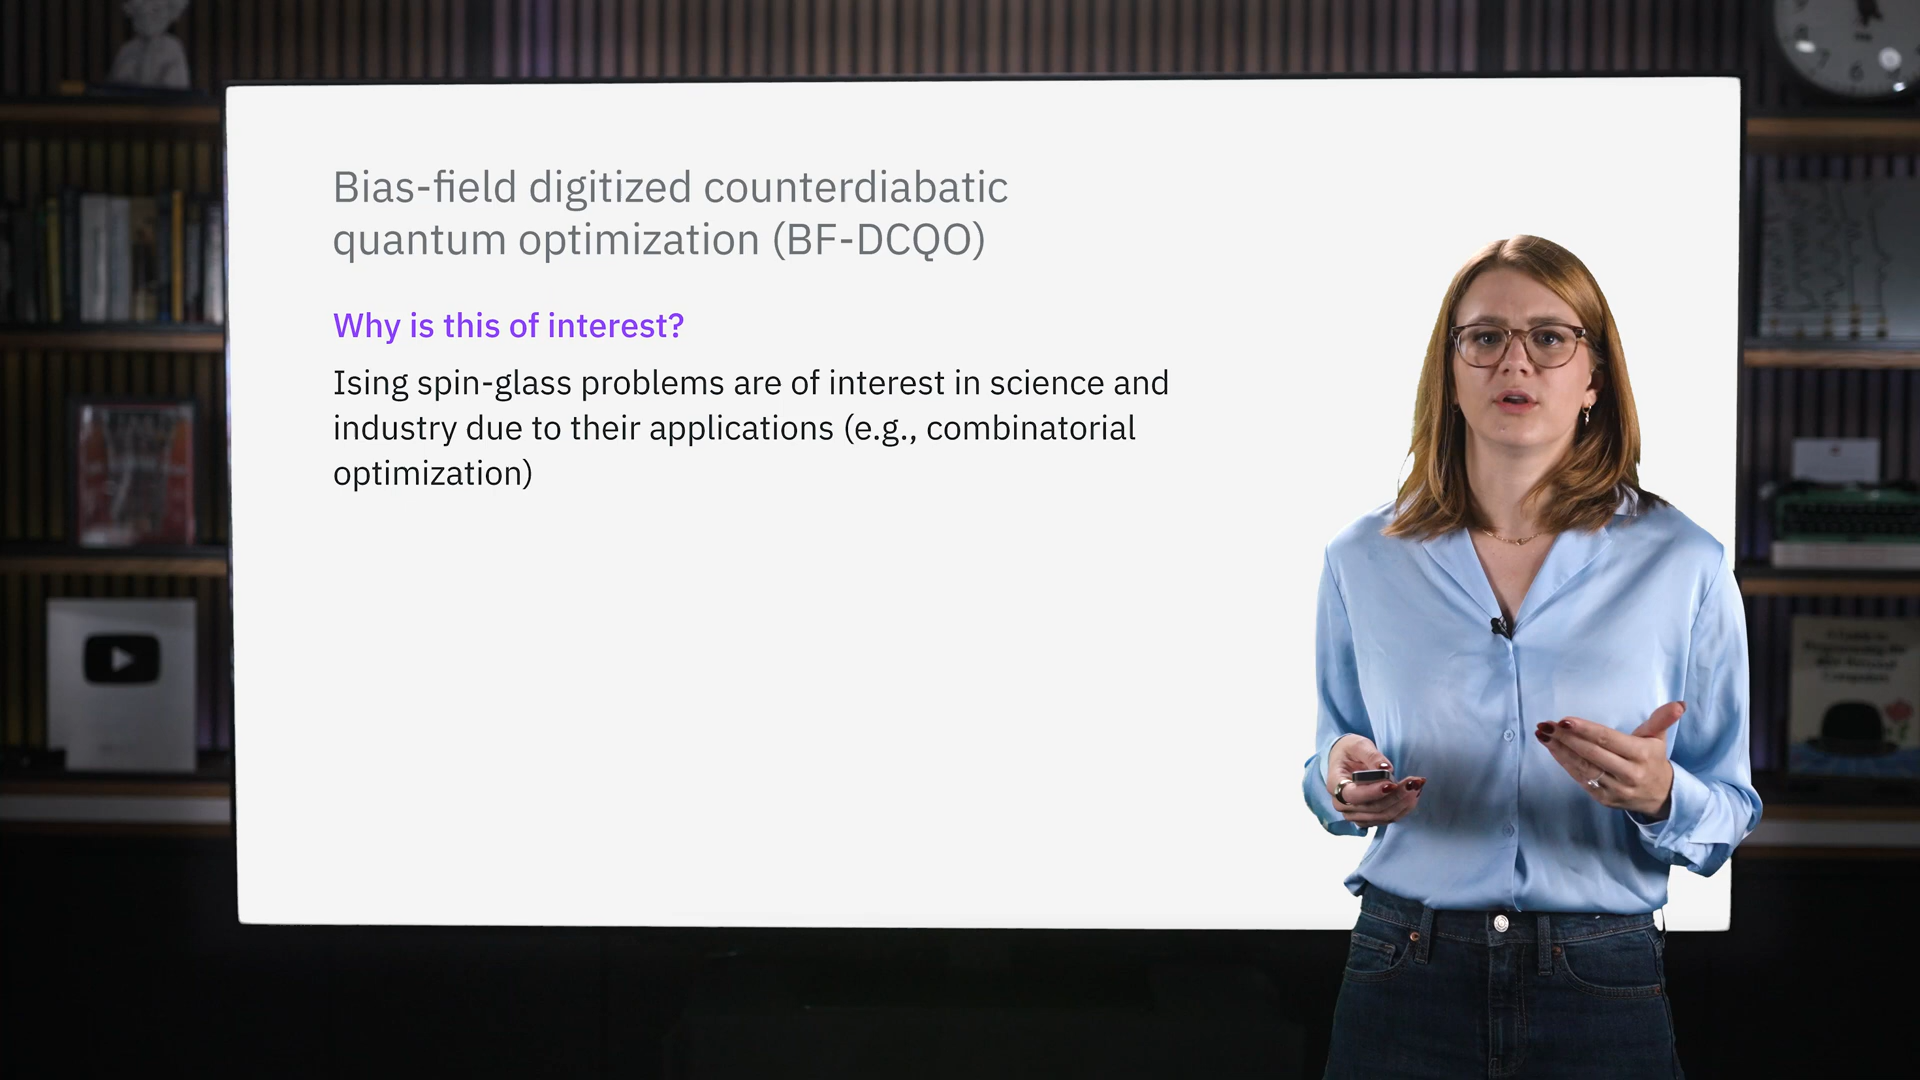 Bias-field digitized counterdiabatic
quantum optimization (BF-DCQO)
Why is this of interest?
Ising spin-glass problems are of interest in science and
industry due to their applications (e.g., combinatorial
optimization)